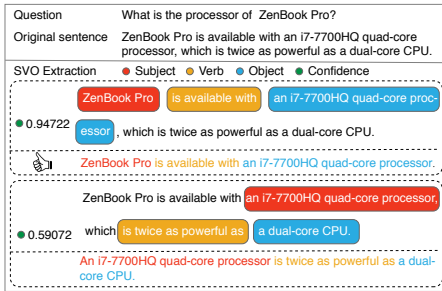 Question What is the processor of ZenBook Pro?
Original sentence ZenBook Pro is available with an i7-7700HQ quad-core
processor, which is twice as powerful as a dual-core CPU.
SVO Extraction Subject Verb Object Confidence
ZenBook Pro is available with an i7-7700HQ quad-core proc-
0.94722 essor , which is twice as powerful as a dual-core CPU.
ZenBook Pro is available with an i7-7700HQ quad-core processor.
ZenBook Pro is available with an i7-7700HQ quad-core processor,
0.59072 which is twice as powerful as a dual-core CPU.
An i7-7700HQ quad-core processor is twice as powerful as a dual-
core CPU.